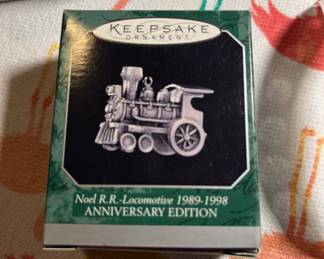 KEEPSAKE
ORNAMENT
Noel R.R.-Locomotive 1989-1998
ANNIVERSARY EDITION